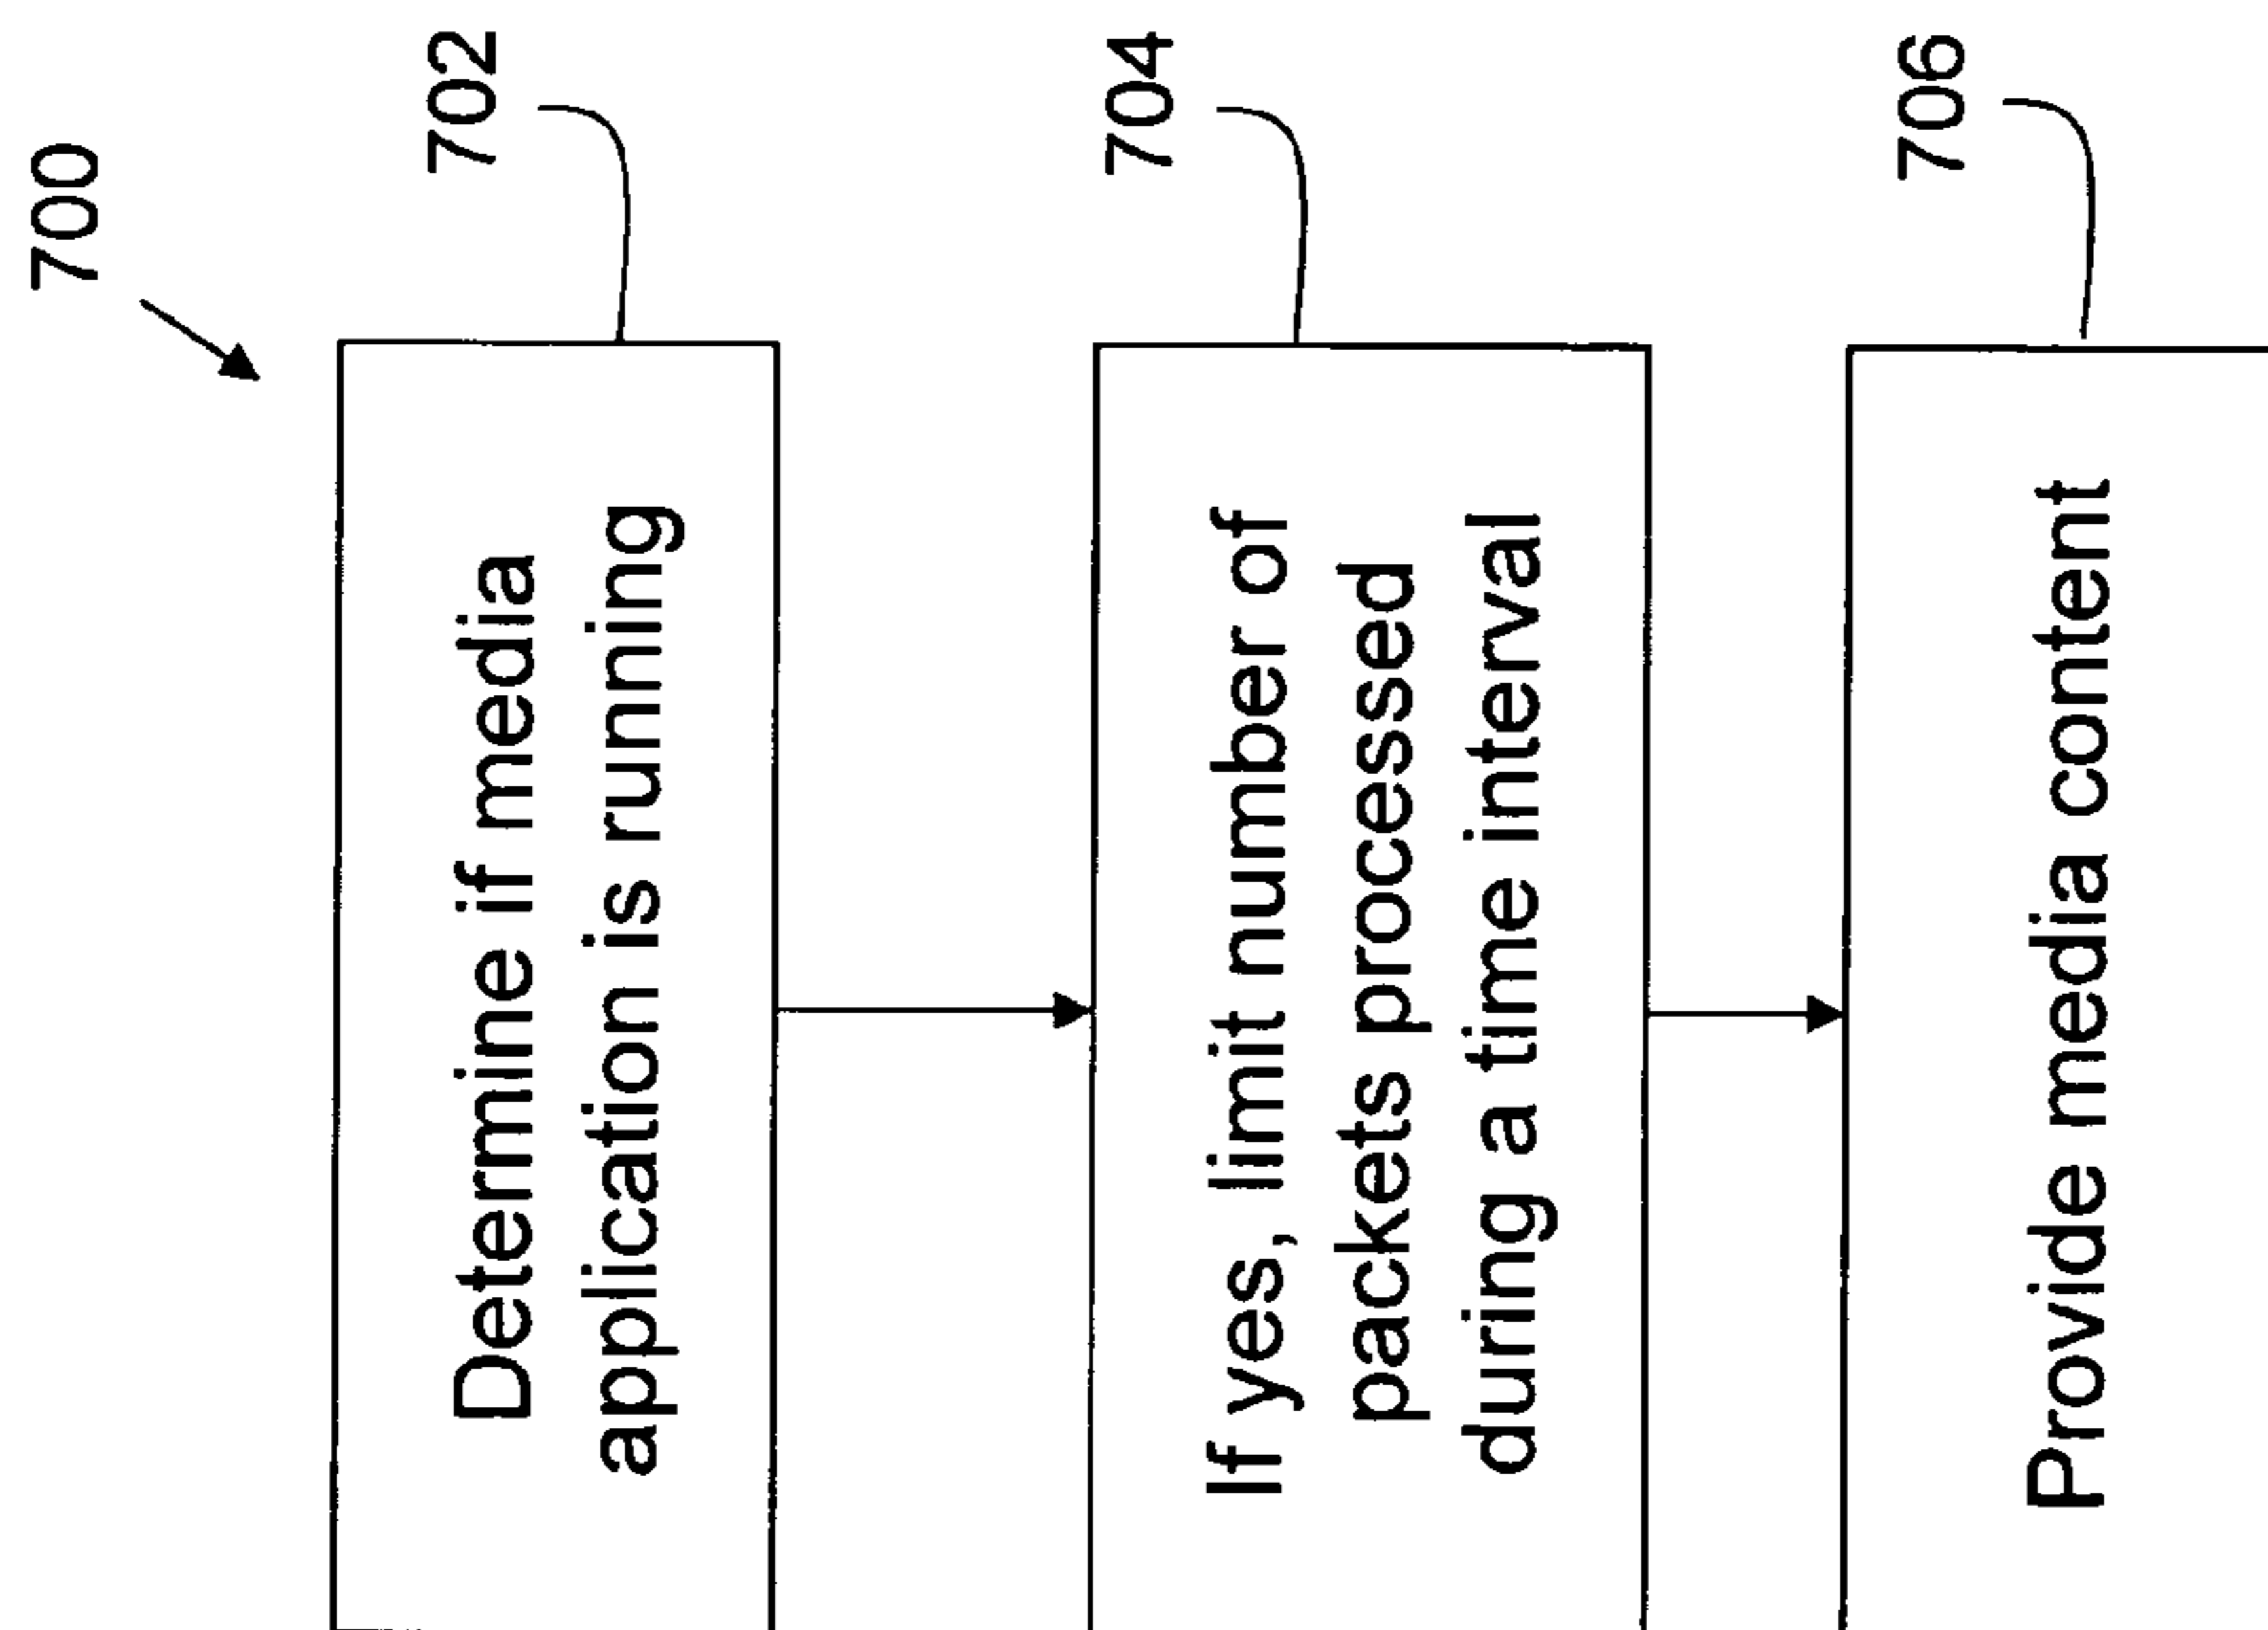 700
702
Determine if media
application is running
704
If yes, limit number of
packets processed
during a time interval
706
Provide media content